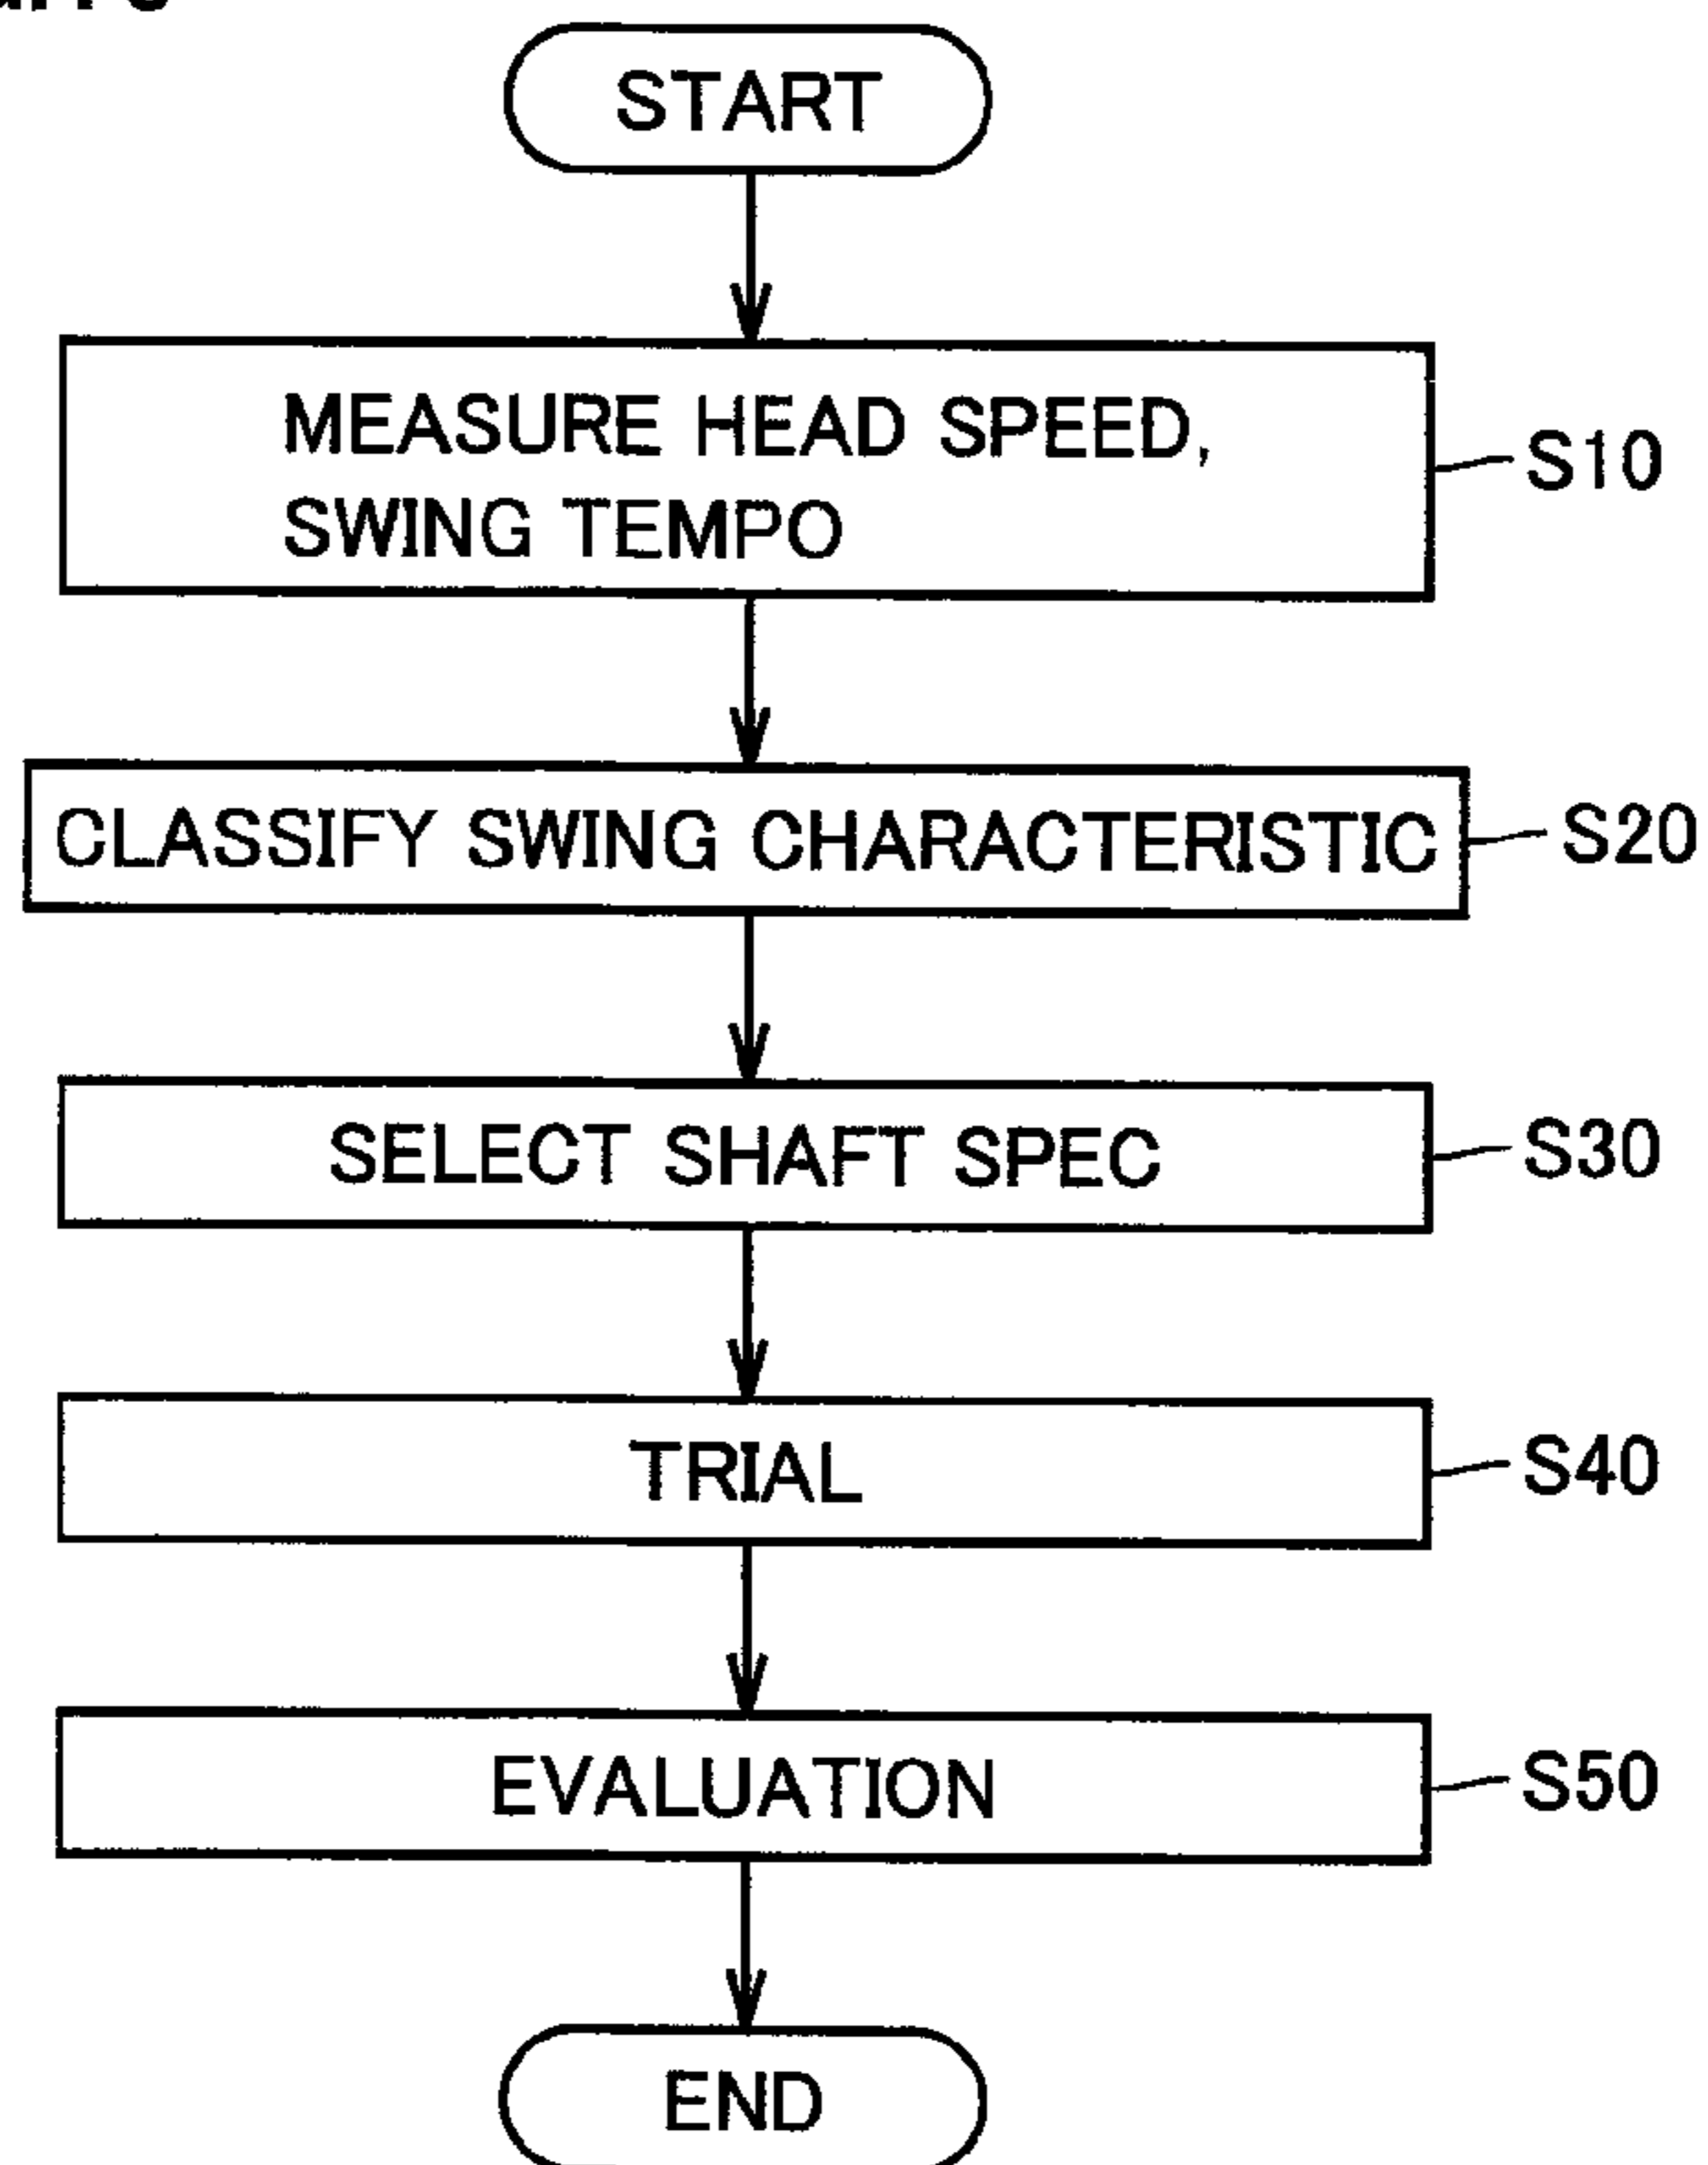 START
MEASURE HEAD SPEED,
SWING TEMPO
S10
CLASSIFY SWING CHARACTERISTIC
S20
SELECT SHAFT SPEC
S30
TRIAL
S40
EVALUATION
S50
END